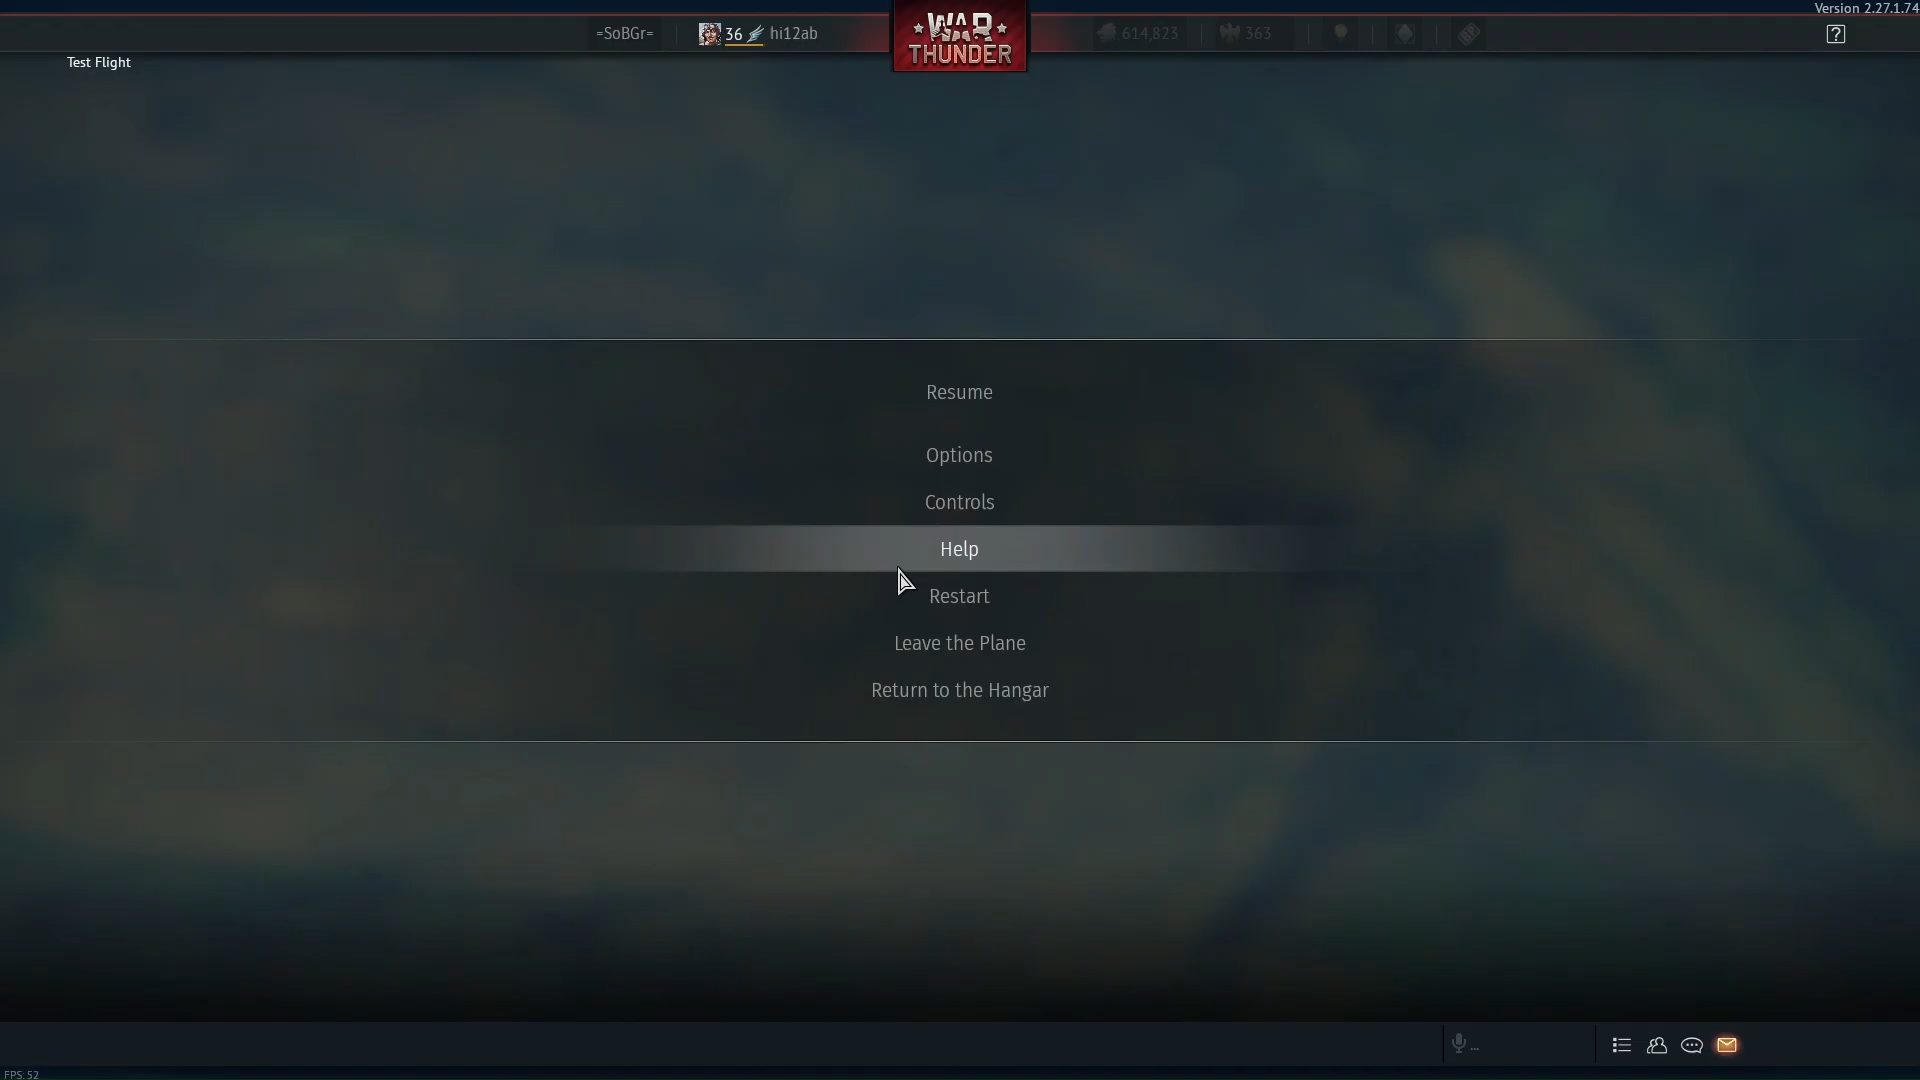 Version 2.27.1.74
=SoBGr= 36 hi12ab WAR THUNDER 614,823 363
Test Flight
Resume
Options
Controls
Help
Restart
Leave the Plane
Return to the Hangar
...
FPS: 52